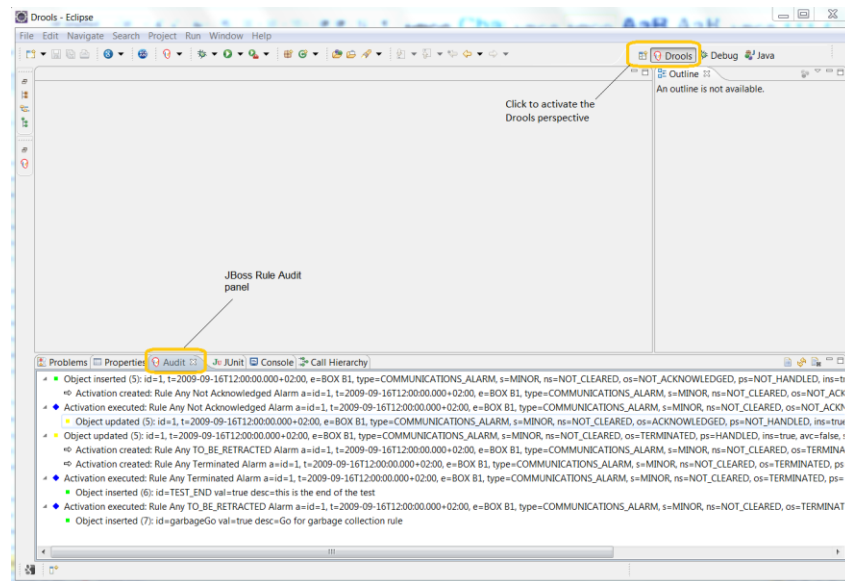 Drools - Eclipse
File Edit Navigate Search Project Run Window Help
Drools Debug Java
Outline
An outline is not available.
Click to activate the
Drools perspective
JBoss Rule Audit
panel
Problems Properties Audit JUnit Console Call Hierarchy
Object inserted (5): id=1, t=2009-09-16T12:00:00.000+02:00, e=BOX B1, type=COMMUNICATIONS_ALARM, s=MINOR, ns=NOT_CLEARED, os=NOT_ACKNOWLEDGED, ps=NOT_HANDLED, ins=tr
Activation created: Rule Any Not Acknowledged Alarm a=id=1, t=2009-09-16T12:00:00.000+02:00, e=BOX B1, type=COMMUNICATIONS_ALARM, s=MINOR, ns=NOT_CLEARED, os=NOT_ACK
Activation executed: Rule Any Not Acknowledged Alarm a=id=1, t=2009-09-16T12:00:00.000+02:00, e=BOX B1, type=COMMUNICATIONS_ALARM, s=MINOR, ns=NOT_CLEARED, os=NOT_ACKN
Object updated (5): id=1, t=2009-09-16T12:00:00.000+02:00, e=BOX B1, type=COMMUNICATIONS_ALARM, s=MINOR, ns=NOT_CLEARED, os=ACKNOWLEDGED, ps=NOT_HANDLED, ins=true
Object updated (5): id=1, t=2009-09-16T12:00:00.000+02:00, e=BOX B1, type=COMMUNICATIONS_ALARM, s=MINOR, ns=NOT_CLEARED, os=TERMINATED, ps=HANDLED, ins=true, avc=false, s
Activation created: Rule Any TO_BE_RETRACTED Alarm a=id=1, t=2009-09-16T12:00:00.000+02:00, e=BOX B1, type=COMMUNICATIONS_ALARM, s=MINOR, ns=NOT_CLEARED, os=TERMINA
Activation created: Rule Any Terminated Alarm a=id=1, t=2009-09-16T12:00:00.000+02:00, e=BOX B1, type=COMMUNICATIONS_ALARM, s=MINOR, ns=NOT_CLEARED, os=TERMINATED, ps
Activation executed: Rule Any Terminated Alarm a=id=1, t=2009-09-16T12:00:00.000+02:00, e=BOX B1, type=COMMUNICATIONS_ALARM, s=MINOR, ns=NOT_CLEARED, os=TERMINATED, ps=
Object inserted (6): id=TEST_END val=true desc=this is the end of the test
Activation executed: Rule Any TO_BE_RETRACTED Alarm a=id=1, t=2009-09-16T12:00:00.000+02:00, e=BOX B1, type=COMMUNICATIONS_ALARM, s=MINOR, ns=NOT_CLEARED, os=TERMINAT
Object inserted (7): id=garbageGo val=true desc=Go for garbage collection rule